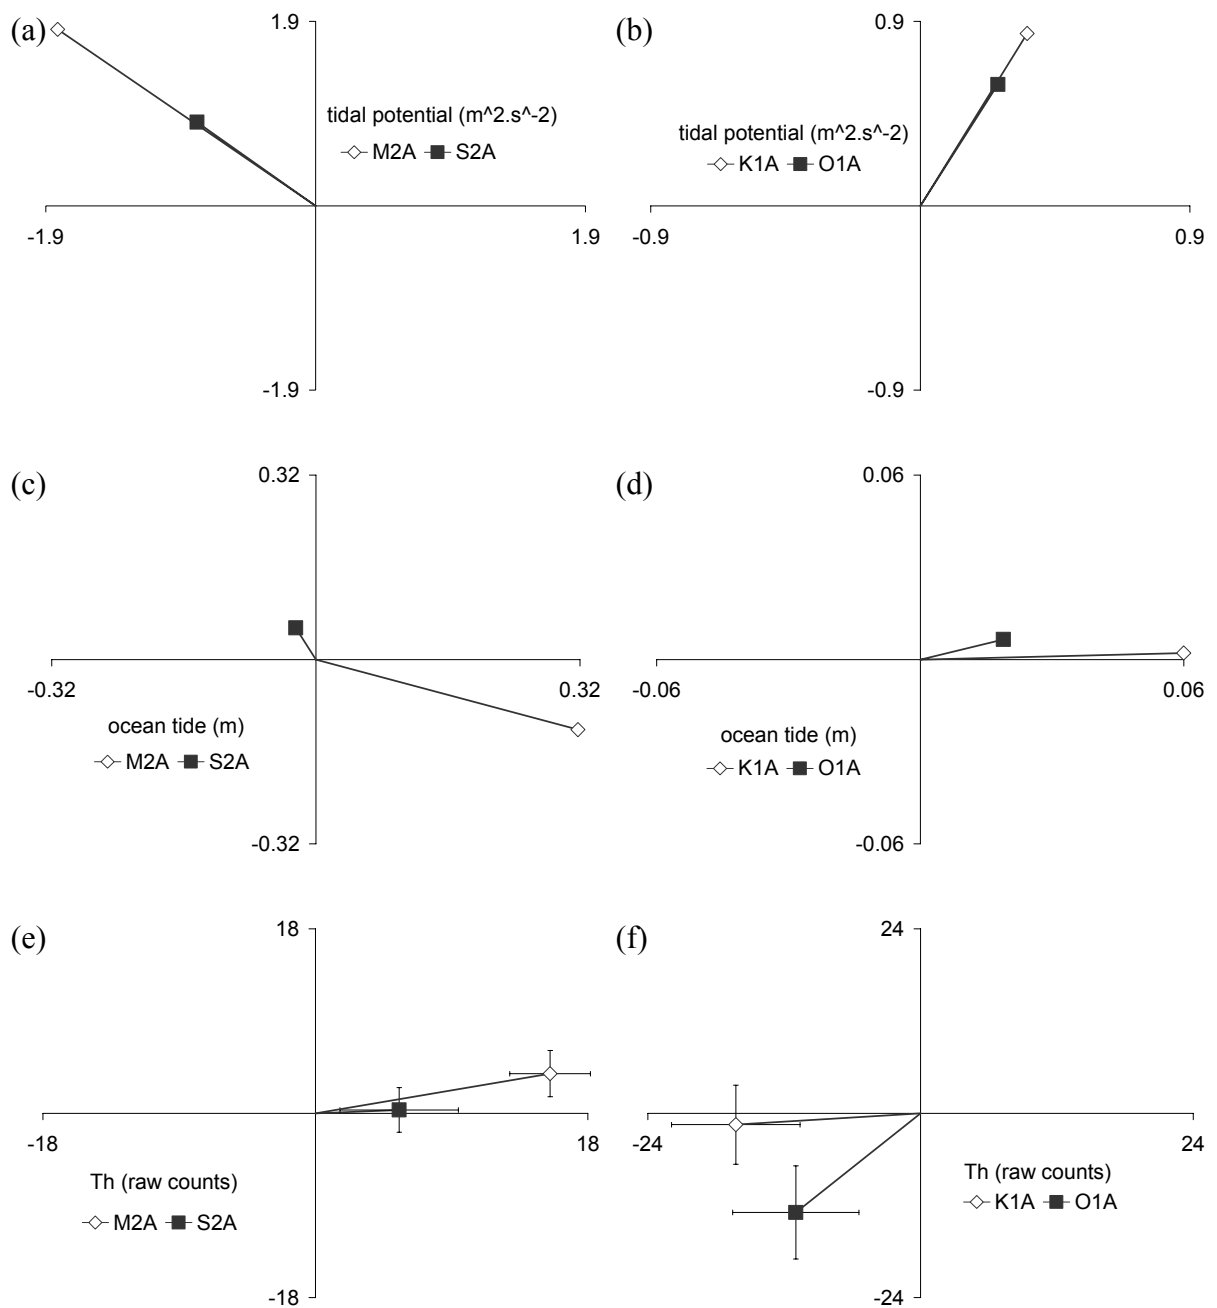 (a)
1.9
tidal potential (m^2.s^-2)
M2A S2A
-1.9
1.9
-1.9
(b)
0.9
tidal potential (m^2.s^-2)
K1A O1A
-0.9
0.9
-0.9
(c)
0.32
-0.32
0.32
ocean tide (m)
M2A S2A
-0.32
(d)
0.06
-0.06
0.06
ocean tide (m)
K1A O1A
-0.06
(e)
18
-18
18
Th (raw counts)
M2A S2A
-18
(f)
24
-24
24
Th (raw counts)
K1A O1A
-24